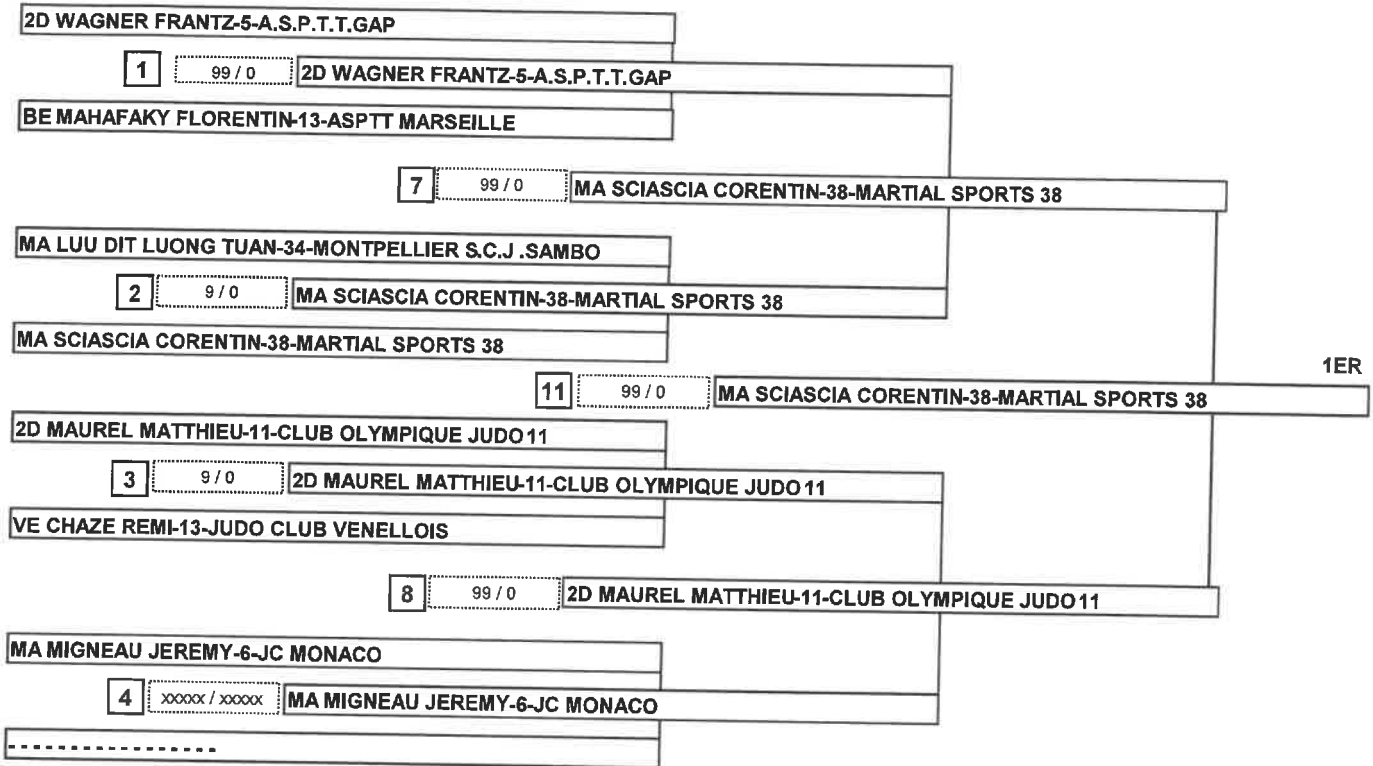 2D WAGNER FRANTZ-5-A.S.P.T.T.GAP
1 99 / 0 2D WAGNER FRANTZ-5-A.S.P.T.T.GAP
BE MAHAFAKY FLORENTIN-13-ASPTT MARSEILLE
7 99 / 0 MA SCIASCIA CORENTIN-38-MARTIAL SPORTS 38
MA LUU DIT LUONG TUAN-34-MONTPELLIER S.C.J .SAMBO
2 9 / 0 MA SCIASCIA CORENTIN-38-MARTIAL SPORTS 38
MA SCIASCIA CORENTIN-38-MARTIAL SPORTS 38
1ER
11 99 / 0 MA SCIASCIA CORENTIN-38-MARTIAL SPORTS 38
2D MAUREL MATTHIEU-11-CLUB OLYMPIQUE JUDO 11
3 9 / 0 2D MAUREL MATTHIEU-11-CLUB OLYMPIQUE JUDO 11
VE CHAZE REMI-13-JUDO CLUB VENELLOIS
8 99 / 0 2D MAUREL MATTHIEU-11-CLUB OLYMPIQUE JUDO 11
MA MIGNEAU JEREMY-6-JC MONACO
4 xxxxx / xxxxx MA MIGNEAU JEREMY-6-JC MONACO
- - - - - - - - - - - - - - - -